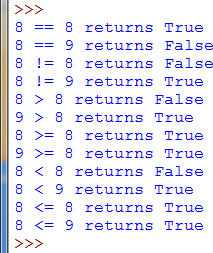 >>>
8 == 8 returns True
8 == 9 returns False
8 != 8 returns False
8 != 9 returns True
8 > 8 returns False
9 > 8 returns True
8 >= 8 returns True
9 >= 8 returns True
8 < 8 returns False
8 < 9 returns True
8 <= 8 returns True
8 <= 9 returns True
>>>